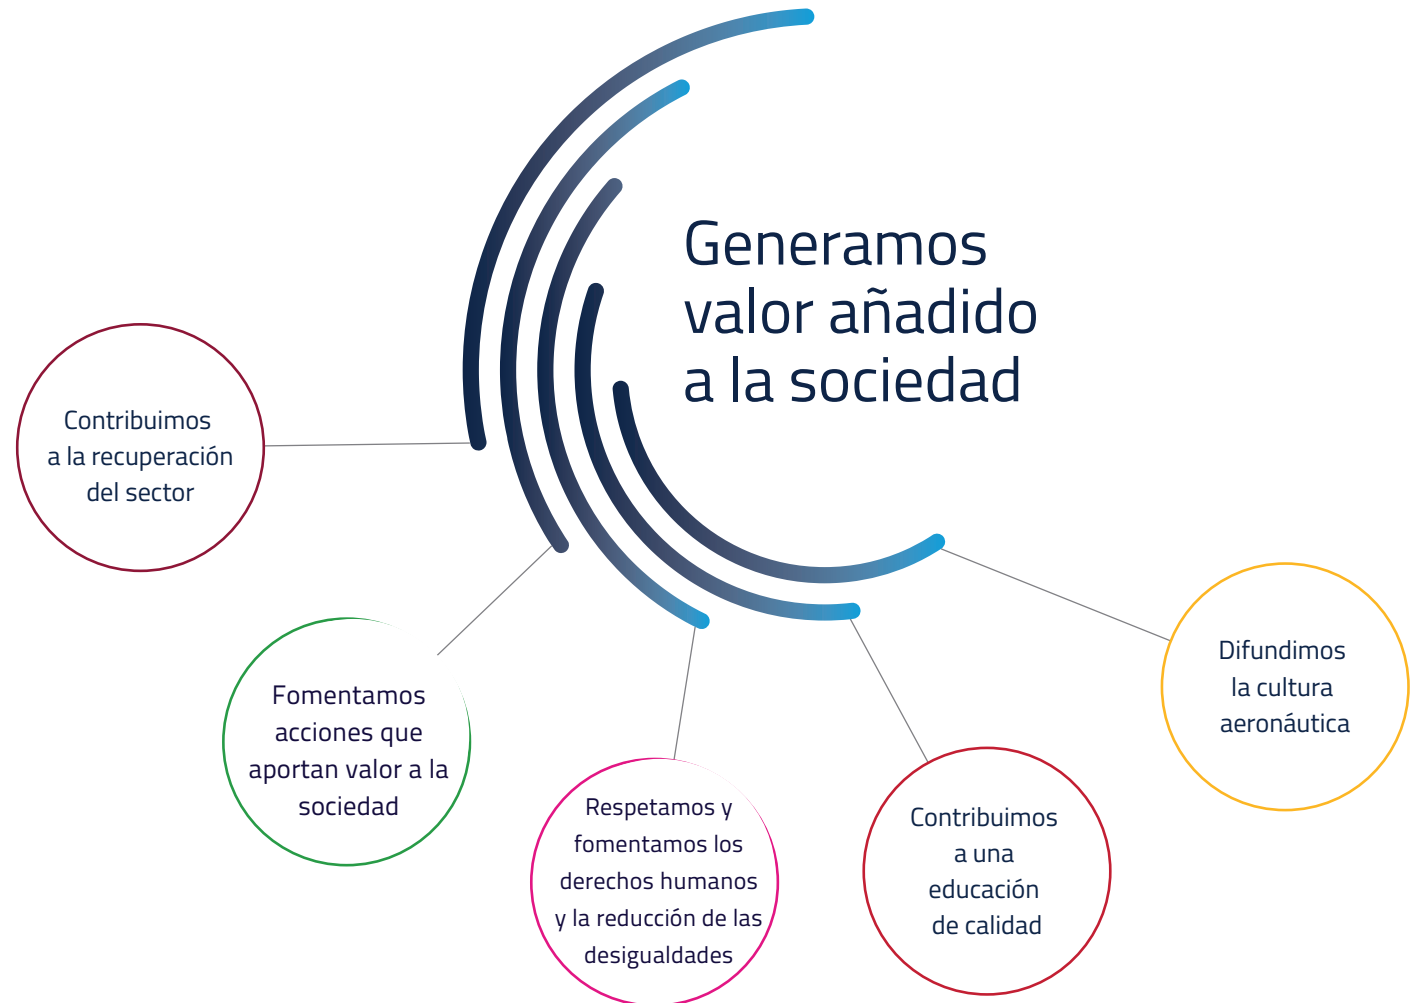 Generamos
valor añadido
a la sociedad
Contribuimos
a la recuperación
del sector
Fomentamos
acciones que
aportan valor a la
sociedad
Respetamos y
fomentamos los
derechos humanos
y la reducción de las
desigualdades
Contribuimos
a una
educación
de calidad
Difundimos
la cultura
aeronáutica